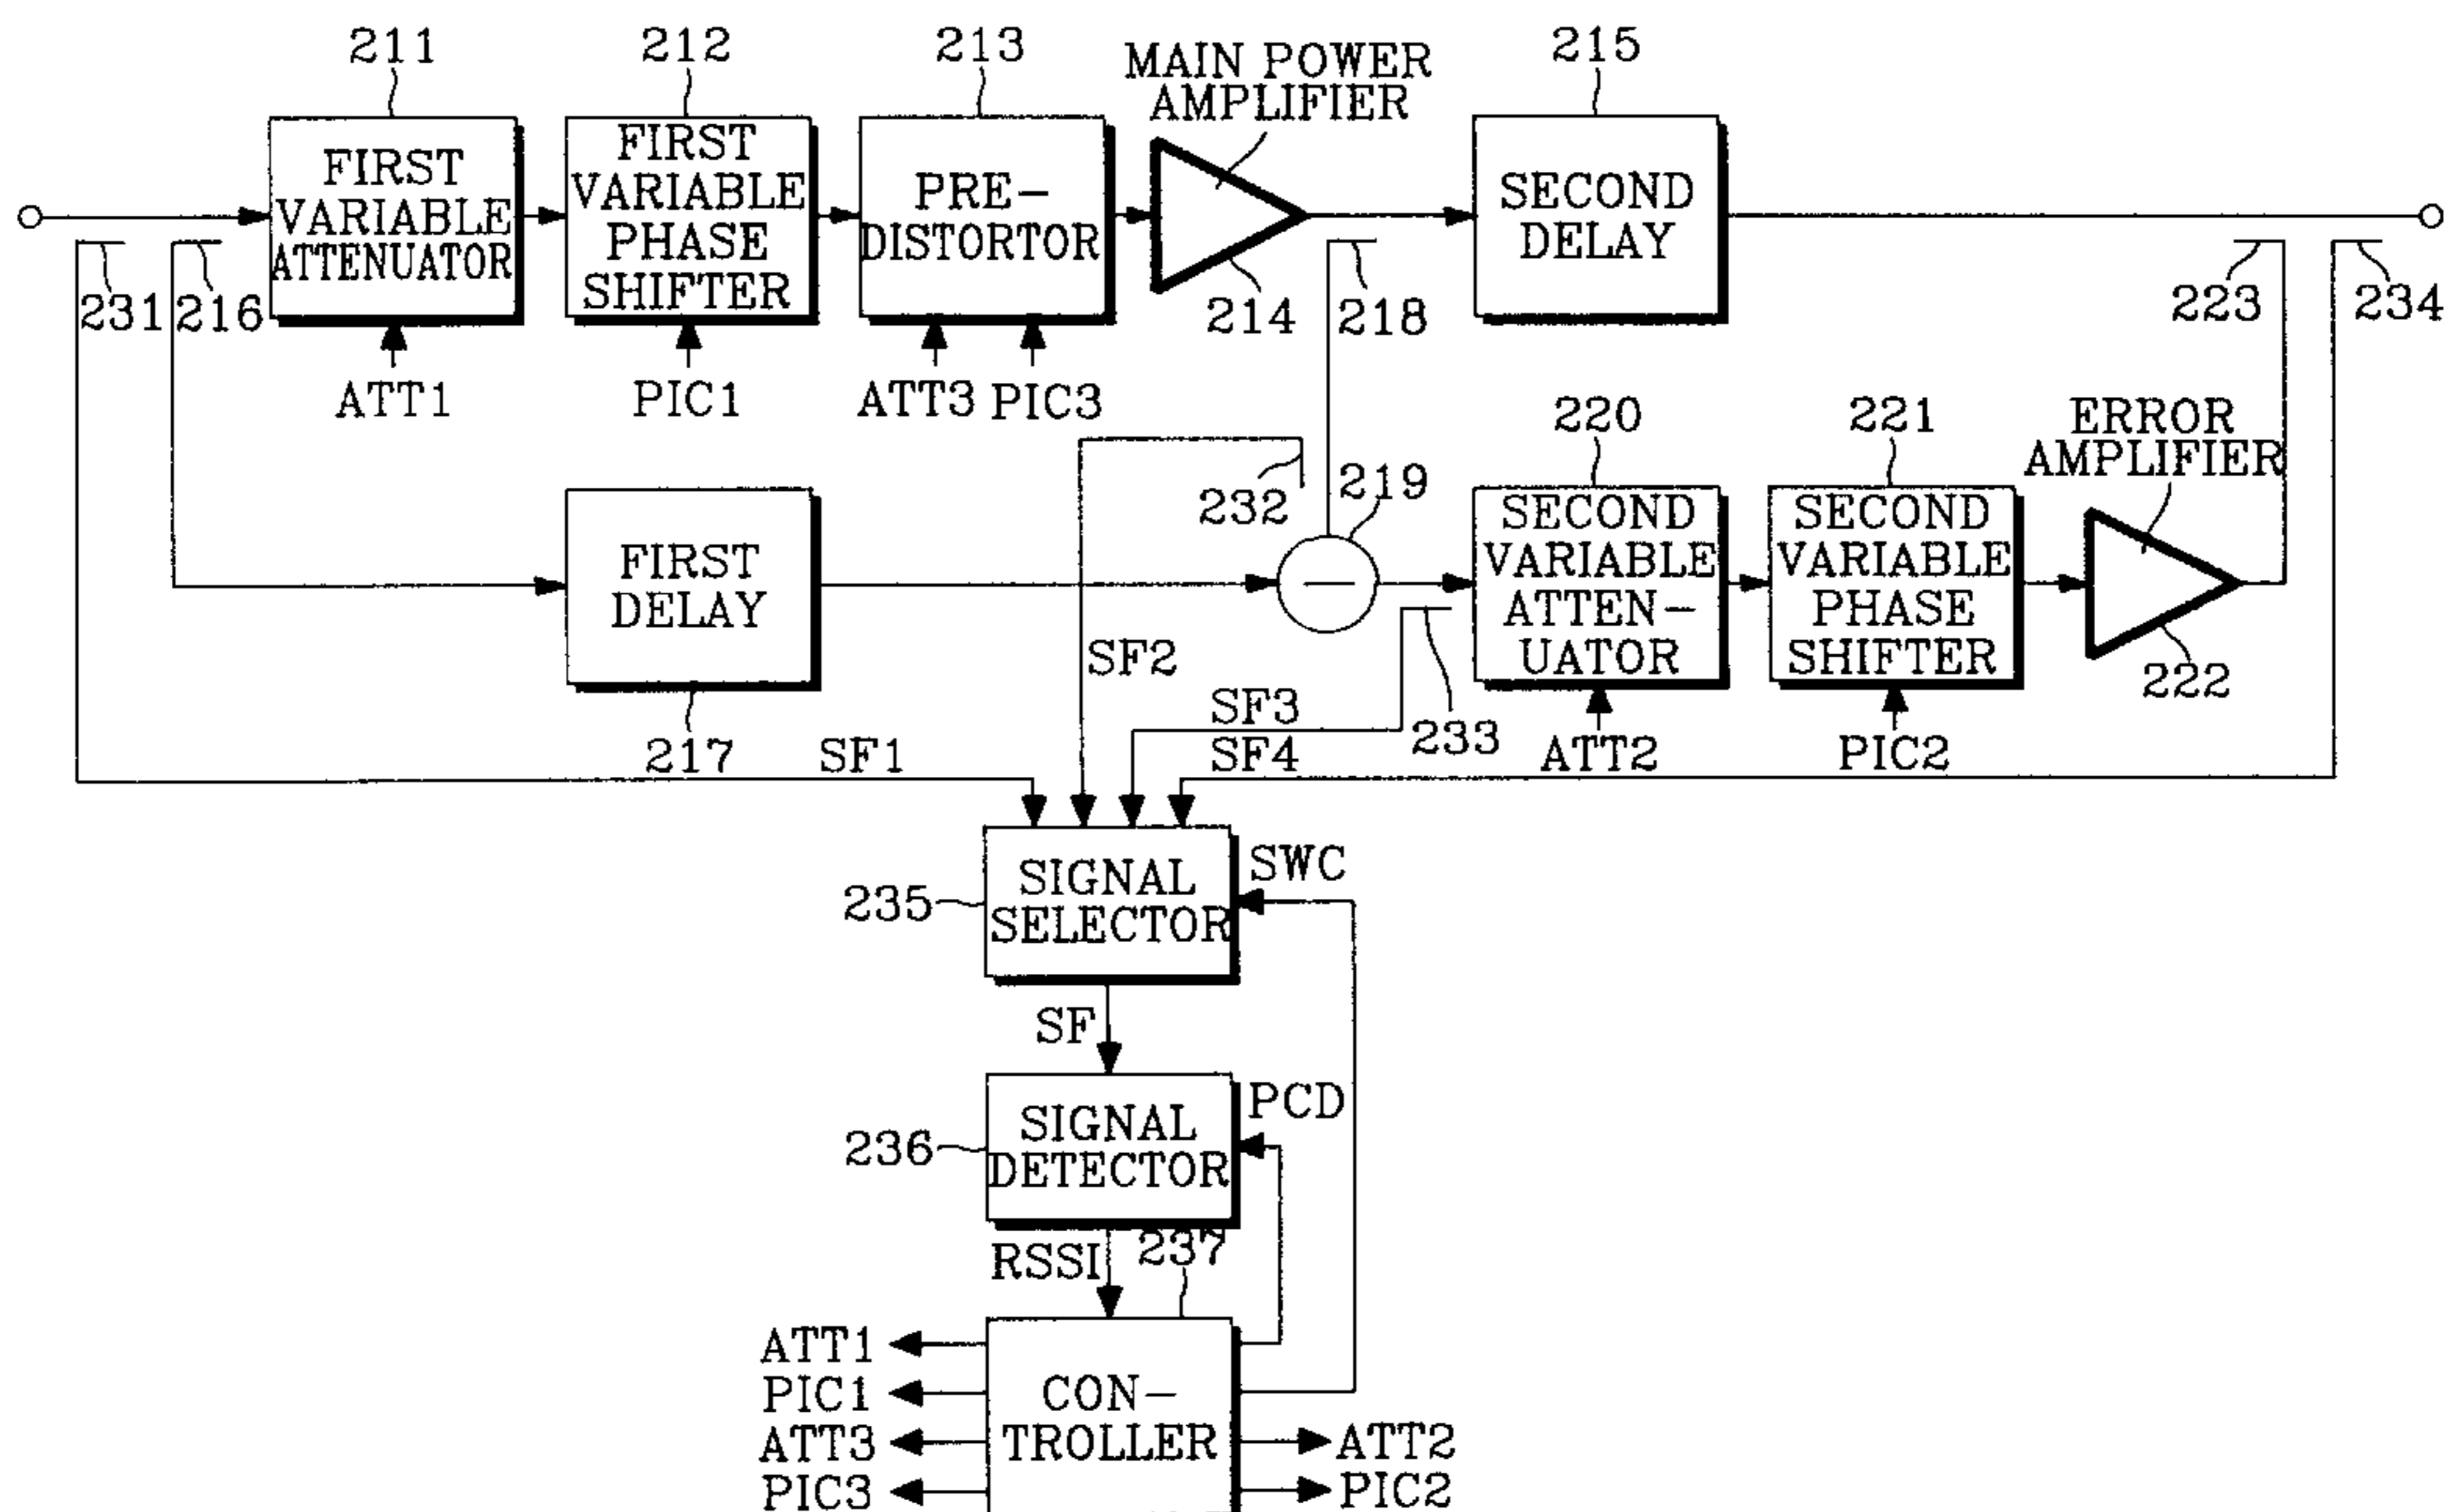 211
212
213
MAIN POWER
AMPLIFIER
215
FIRST
VARIABLE
ATTENUATOR
FIRST
VARIABLE
PHASE
SHIFTER
PRE-
DISTORTOR
SECOND
DELAY
231
216
214
218
223
234
ATT1
PIC1
ATT3
PIC3
220
221
ERROR
AMPLIFIER
232
219
FIRST
DELAY
SECOND
VARIABLE
ATTEN-
UATOR
SECOND
VARIABLE
PHASE
SHIFTER
SF2
222
217
SF1
SF3
SF4
233
ATT2
PIC2
SIGNAL
SELECTOR
SWC
235
SF
SIGNAL
DETECTOR
PCD
236
RSSI
237
CON-
TROLLER
ATT1
PIC1
ATT3
PIC3
ATT2
PIC2